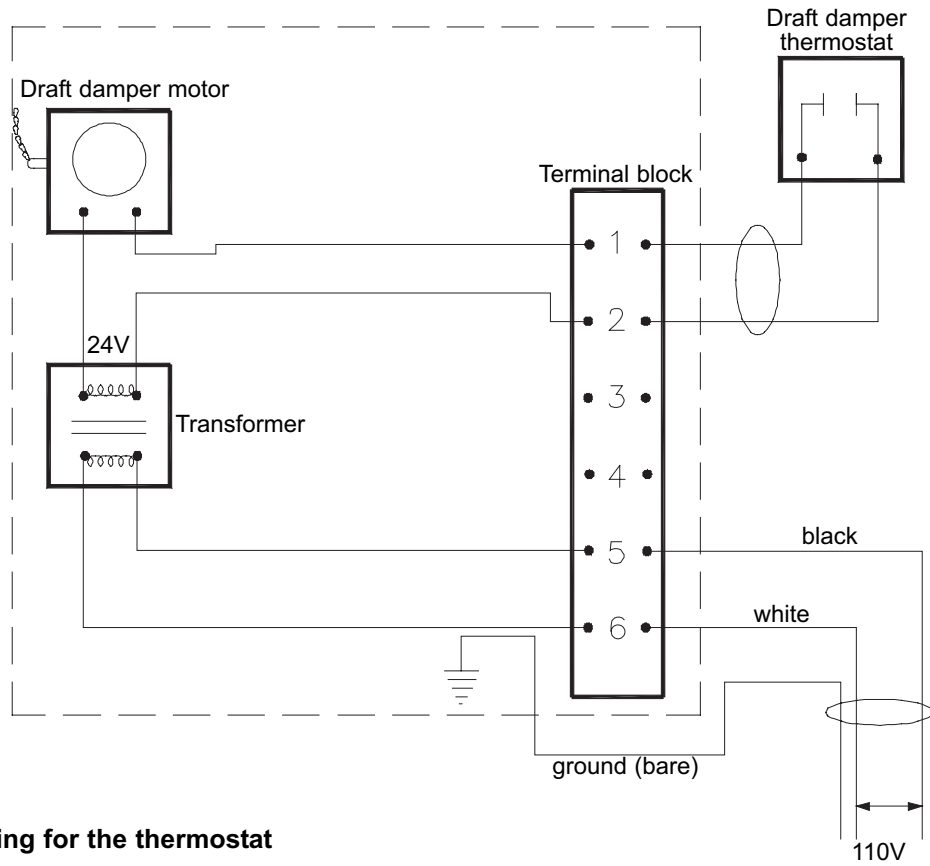 Draft damper
thermostat
Draft damper motor
Terminal block
1
2
24V
3
Transformer
4
black
5
white
6
ground (bare)
ing for the thermostat
110V